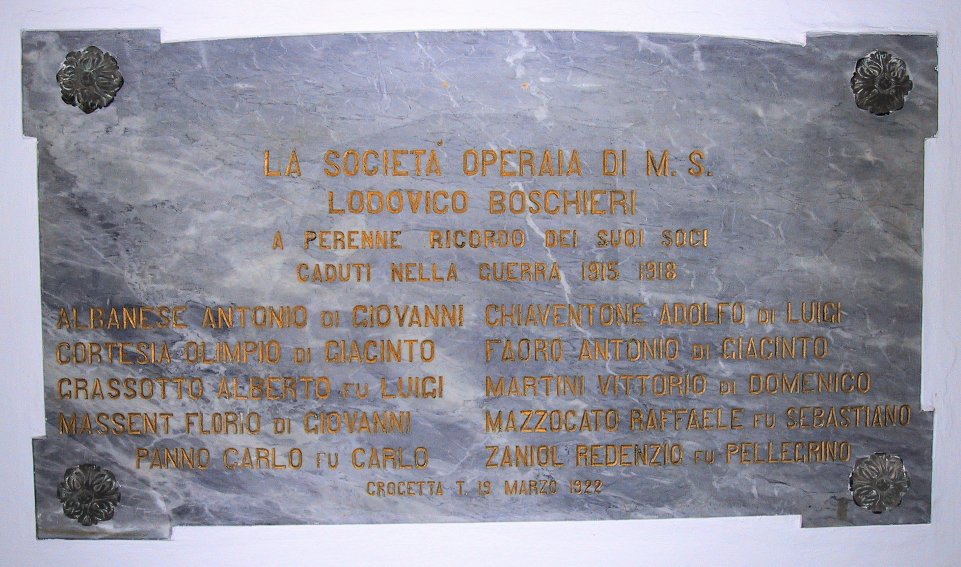 LA SOCIETÀ OPERAIA DI M. S.
LODOVICO BOSCHIERI
A PERENNE RICORDO DEI SUOI SOCI
CADUTI NELLA GUERRA 1915 1918
ALBANESE ANTONIO DI GIOVANNI
CORTESIA OLIMPIO DI GIACINTO
GRASSOTTO ALBERTO FU LUIGI
MASSENT FLORIO DI GIOVANNI
PANNO CARLO FU CARLO
CHIAVENTONE ADOLFO DI LUIGI
FAORO ANTONIO DI GIACINTO
MARTINI VITTORIO DI DOMENICO
MAZZOCATO RAFFAELE FU SEBASTIANO
ZANIOL REDENZIO FU PELLEGRINO
CROCETTA T. 19 MARZO 1922